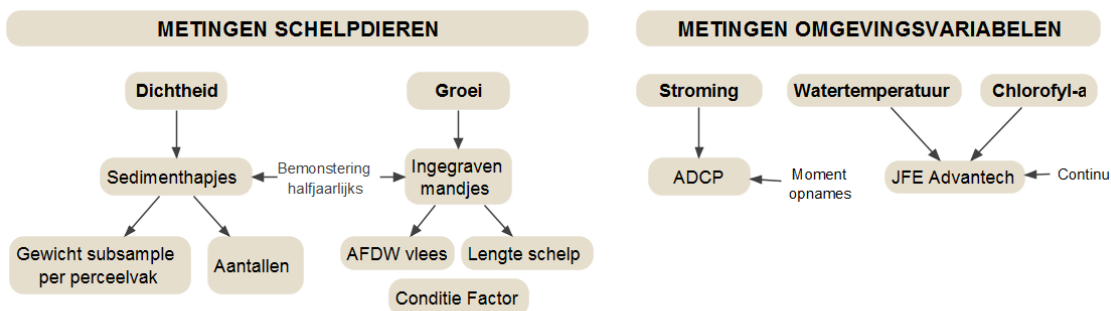 METINGEN SCHELPDIEREN
Dichtheid
Groei
Sedimenthapjes
Bemonstering
halfjaarlijks
Ingegraven
mandjes
Gewicht subsample
per perceelvak
Aantallen
AFDW vlees
Lengte schelp
Conditie Factor
METINGEN OMGEVINGSVARIABELEN
Stroming
Watertemperatuur
Chlorofyl-a
ADCP
Moment
opnames
JFE Advantech
Continu